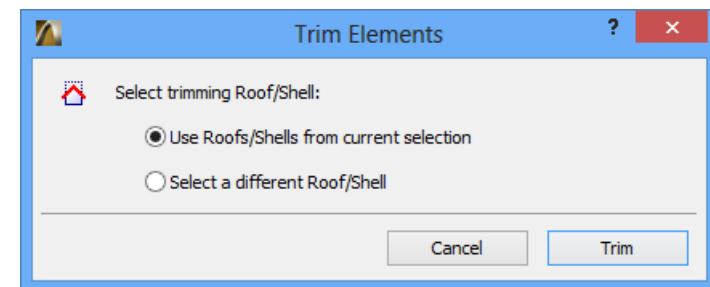 Trim Elements
?
Select trimming Roof/Shell:
Use Roofs/Shells from current selection
Select a different Roof/Shell
Cancel Trim